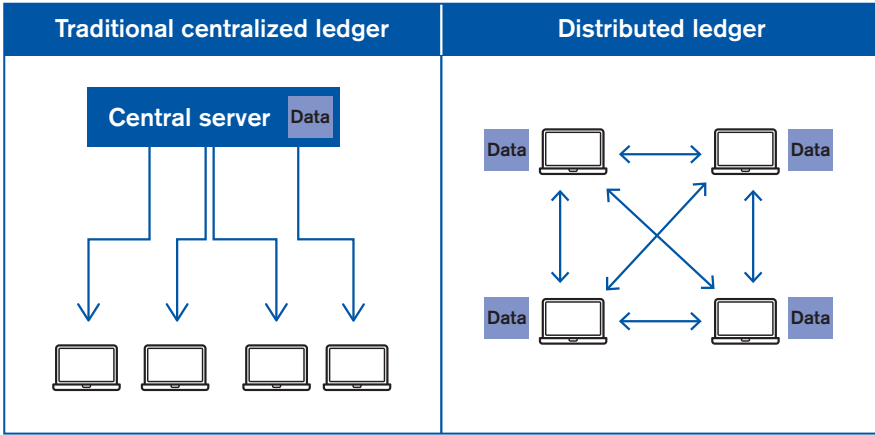 Traditional centralized ledger
Distributed ledger
Central server
Data
Data
Data
Data
Data